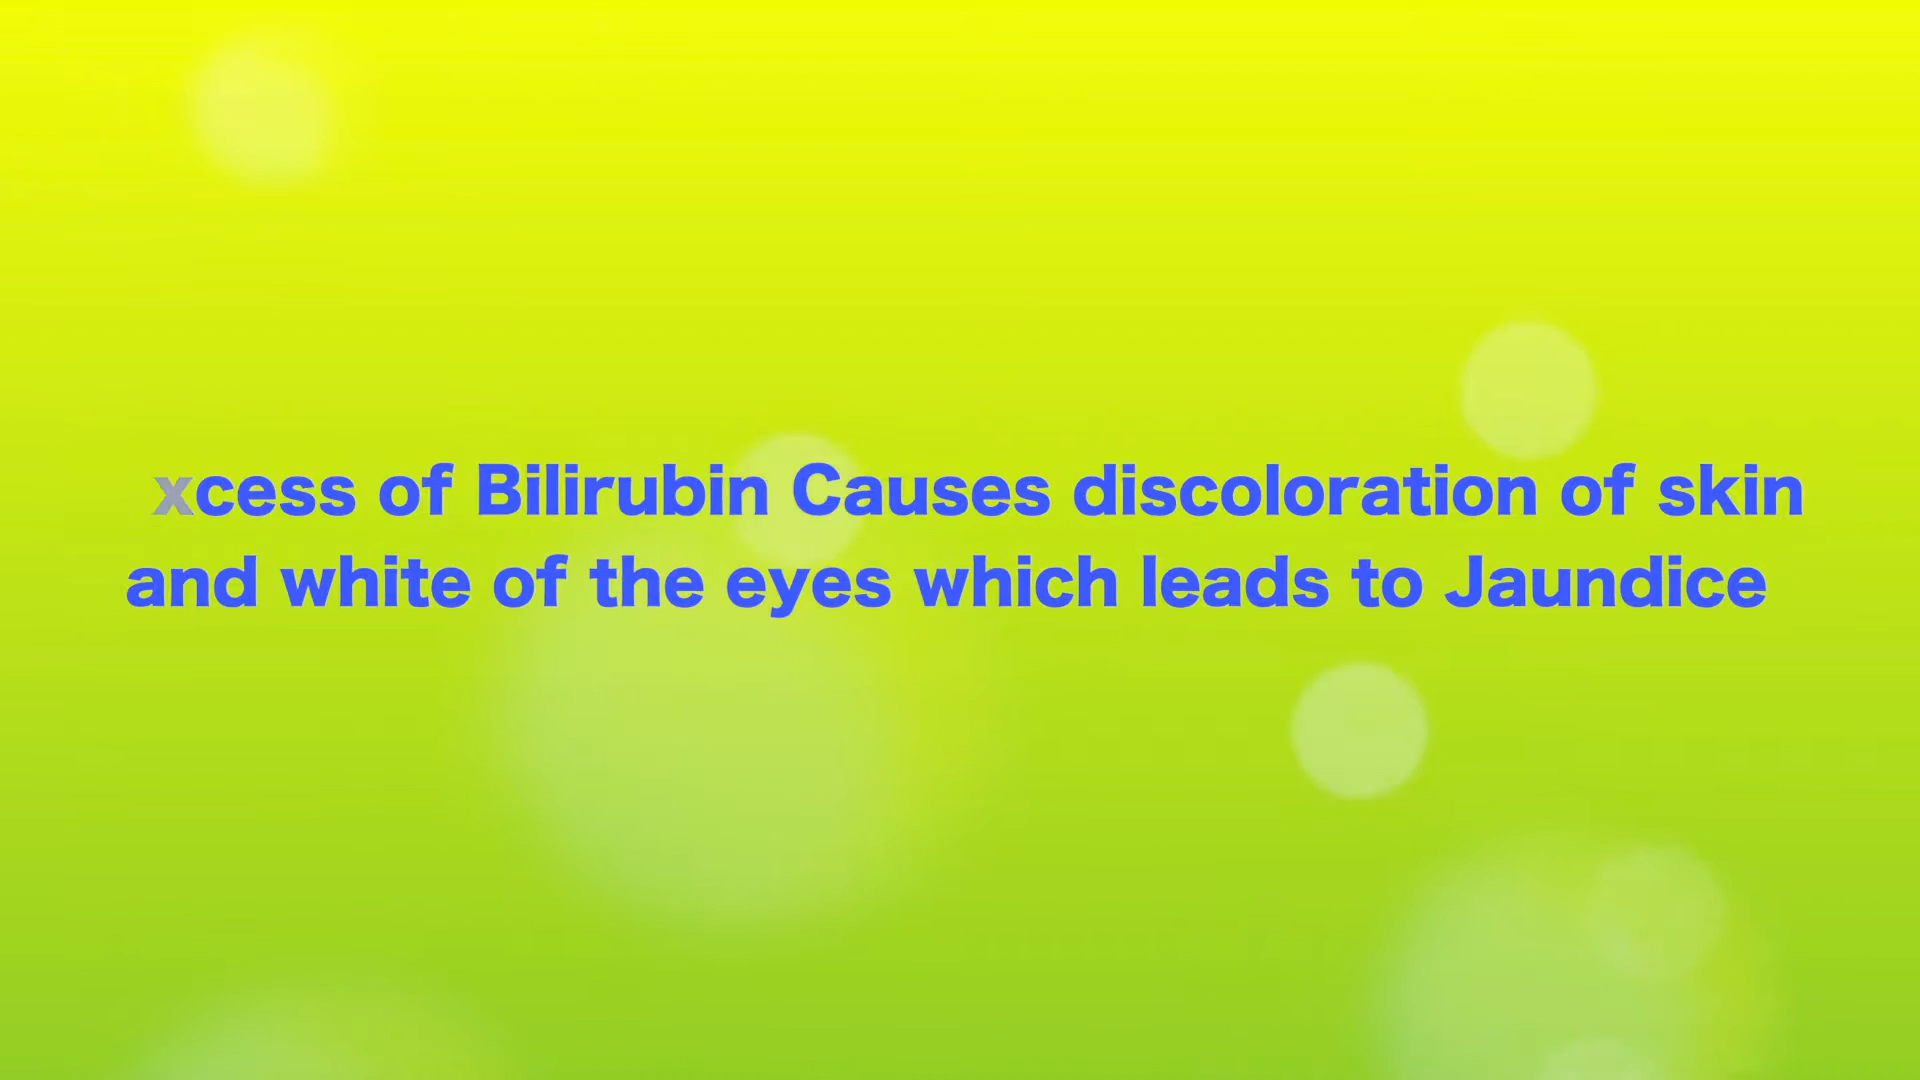 xcess of Bilirubin Causes discoloration of skin
and white of the eyes which leads to Jaundice